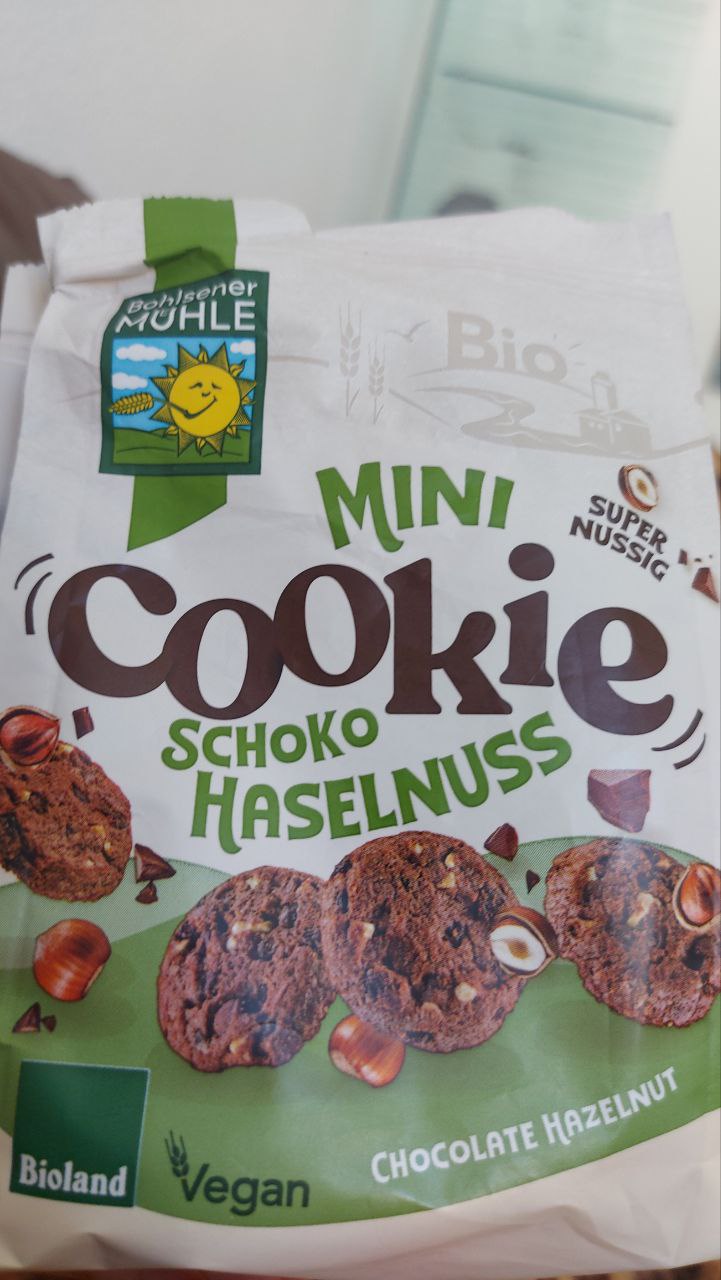 Bohlsener
MÜHLE
Bio
MINI
SUPER
NUSSIG
Cookie
SCHOKO
HASELNUSS
CHOCOLATE HAZELNUT
Bioland
Vegan